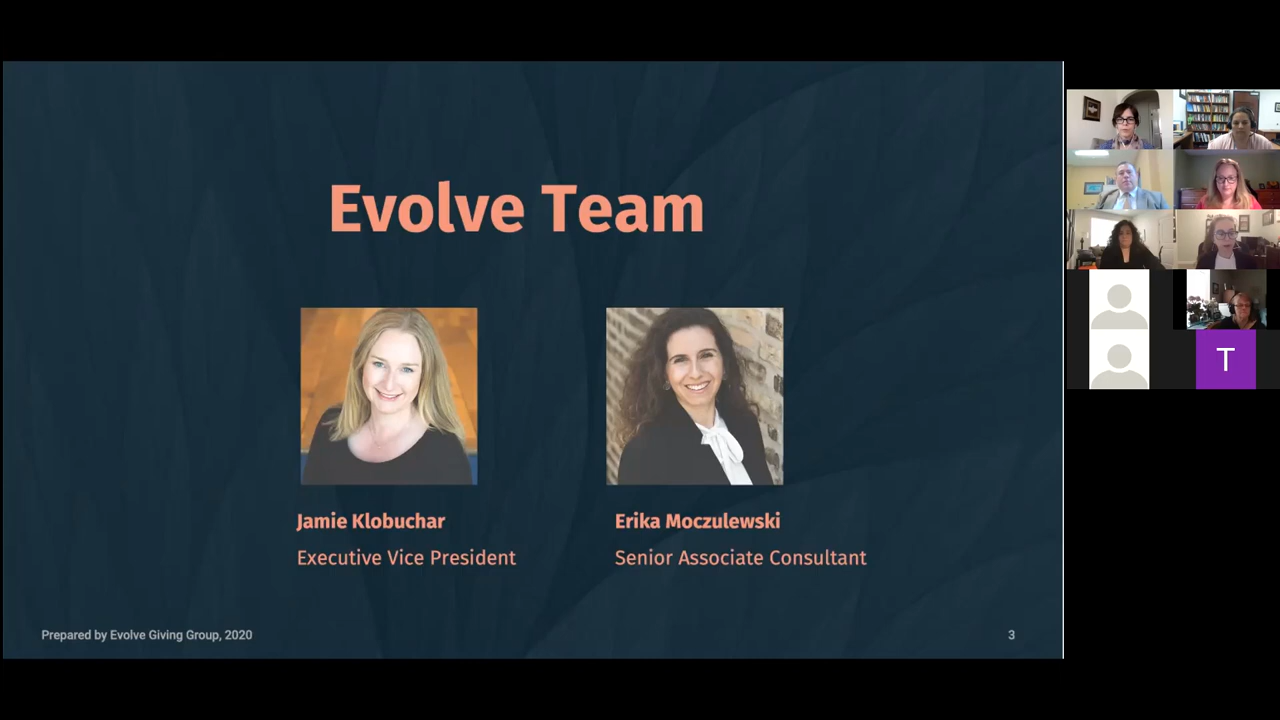 Evolve Team
Jamie Klobuchar
Executive Vice President
Erika Moczulewski
Senior Associate Consultant
Prepared by Evolve Giving Group, 2020
3
T